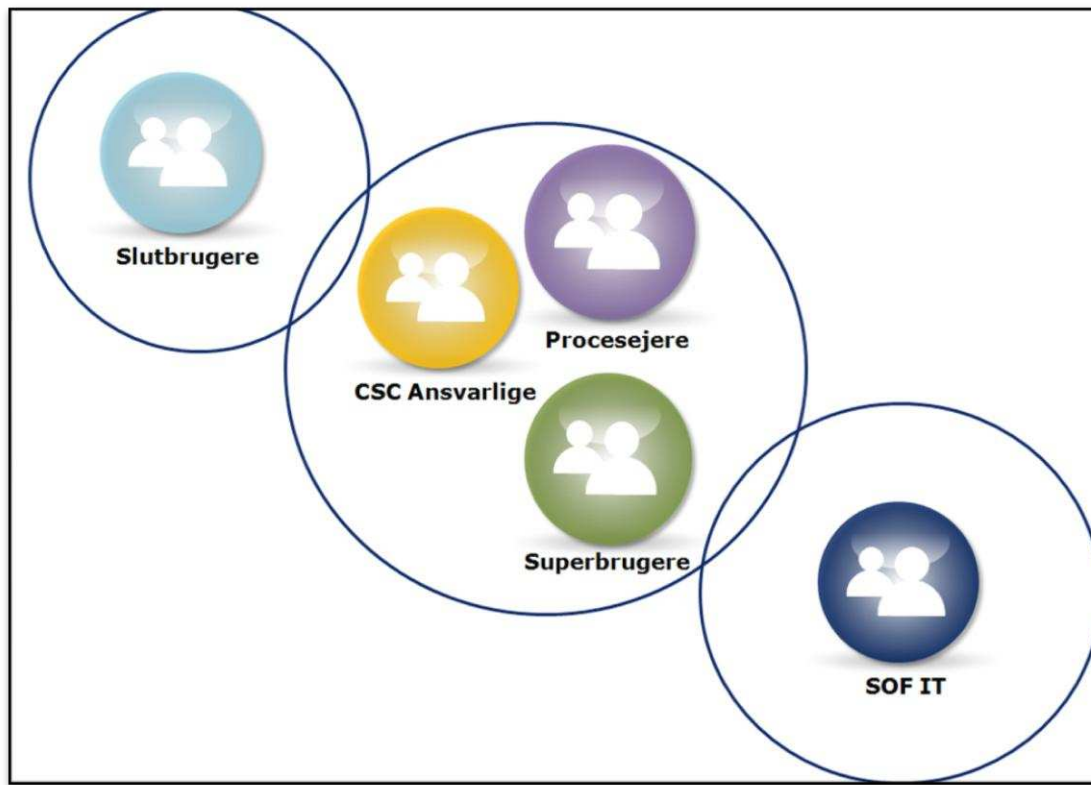 Slutbrugere
Procesejere
CSC Ansvarlige
Superbrugere
SOF IT